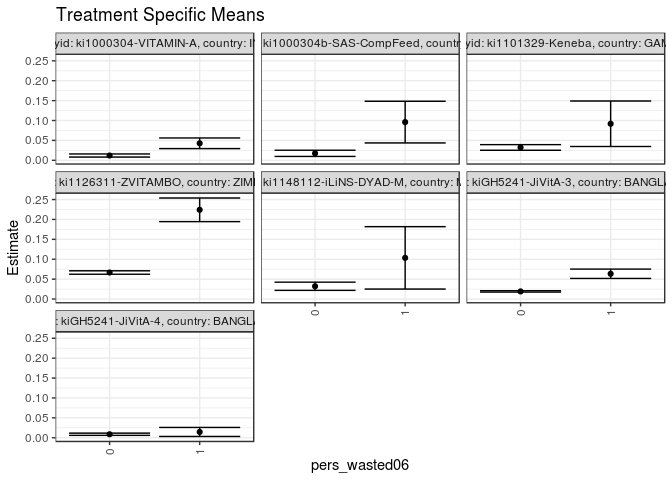 Treatment Specific Means
yid: ki1000304-VITAMIN-A, country: I
ki1000304b-SAS-CompFeed, countr
yid: ki1101329-Keneba, country: GAM
0.25
0.20
0.15
0.10
0.05
0.00
ki1126311-ZVITAMBO, country: ZIM
ki1148112-iLiNS-DYAD-M, country: M
: kiGH5241-JiVitA-3, country: BANGLA
0.25
0.20
0.15
0.10
0.05
0.00
Estimate
0
1
0
1
: kiGH5241-JiVitA-4, country: BANGLA
0.25
0.20
0.15
0.10
0.05
0.00
0
1
pers_wasted06